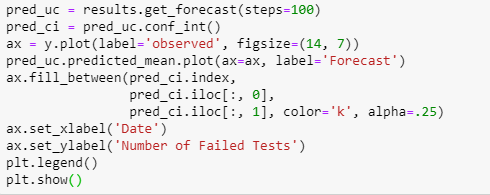 pred_uc = results.get_forecast(steps=100)
pred_ci = pred_uc.conf_int()
ax = y.plot(label='observed', figsize=(14, 7))
pred_uc.predicted_mean.plot(ax=ax, label='Forecast')
ax.fill_between(pred_ci.index,
                pred_ci.iloc[:, 0],
                pred_ci.iloc[:, 1], color='k', alpha=.25)
ax.set_xlabel('Date')
ax.set_ylabel('Number of Failed Tests')
plt.legend()
plt.show()